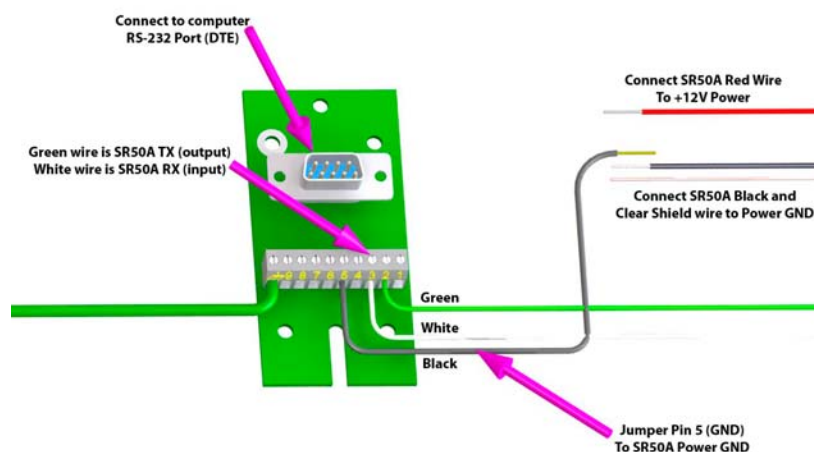 Connect to computer
RS-232 Port (DTE)
Connect SR50A Red Wire
To +12V Power
Green wire is SR50A TX (output)
White wire is SR50A RX (input)
Connect SR50A Black and
Clear Shield wire to Power GND
9 8 7 6 5 4 3 2 1
Green
White
Black
Jumper Pin 5 (GND)
To SR50A Power GND